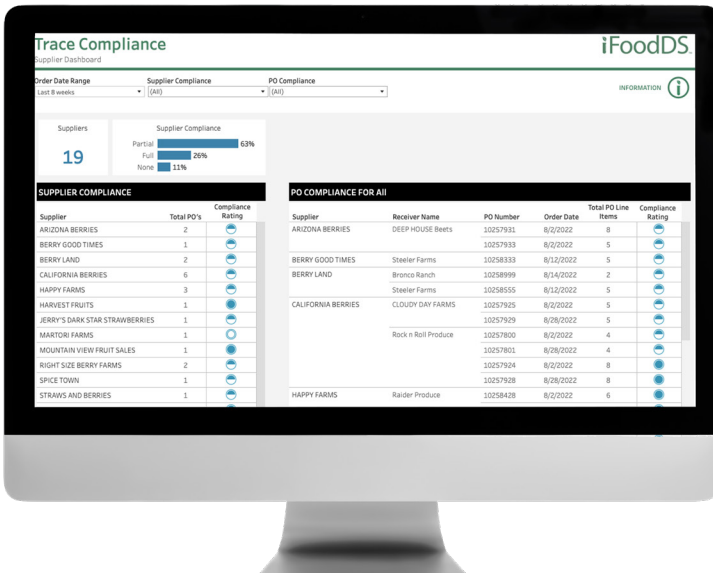 Trace Compliance
iFoodDS
Supplier Dashboard
Order Date Range Supplier Compliance PO Compliance
Last 8 weeks (All) (All)
INFORMATION i
Suppliers Supplier Compliance
19
Partial 63%
Full 26%
None 11%
SUPPLIER COMPLIANCE
Supplier Total PO's Compliance Rating
ARIZONA BERRIES 2
BERRY GOOD TIMES 1
BERRY LAND 2
CALIFORNIA BERRIES 6
HAPPY FARMS 3
HARVEST FRUITS 1
JERRY'S DARK STAR STRAWBERRIES 1
MARTORI FARMS 1
MOUNTAIN VIEW FRUIT SALES 1
RIGHT SIZE BERRY FARMS 2
SPICE TOWN 1
STRAWS AND BERRIES 1
PO COMPLIANCE FOR All
Supplier Receiver Name PO Number Order Date Total PO Line Items Compliance Rating
ARIZONA BERRIES DEEP HOUSE Beets 10257931 8/2/2022 8
10257933 8/2/2022 5
BERRY GOOD TIMES Steeler Farms 10258333 8/12/2022 5
BERRY LAND Bronco Ranch 10258999 8/14/2022 2
Steeler Farms 10258555 8/12/2022 5
CALIFORNIA BERRIES CLOUDY DAY FARMS 10257925 8/2/2022 5
10257929 8/28/2022 5
Rock n Roll Produce 10257800 8/2/2022 4
10257801 8/28/2022 4
10257924 8/2/2022 8
10257928 8/28/2022 8
HAPPY FARMS Raider Produce 10258428 8/2/2022 6